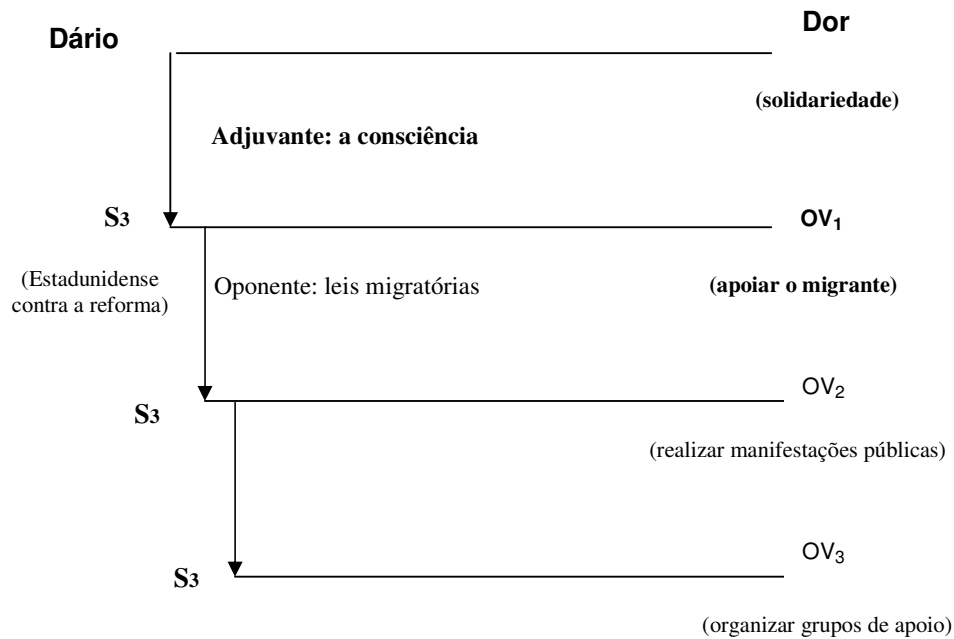 Dário
Dor
(solidariedade)
Adjuvante: a consciência
S3
OV1
(Estadunidense
contra a reforma)
Oponente: leis migratórias
(apoiar o migrante)
S3
OV2
(realizar manifestações públicas)
S3
OV3
(organizar grupos de apoio)